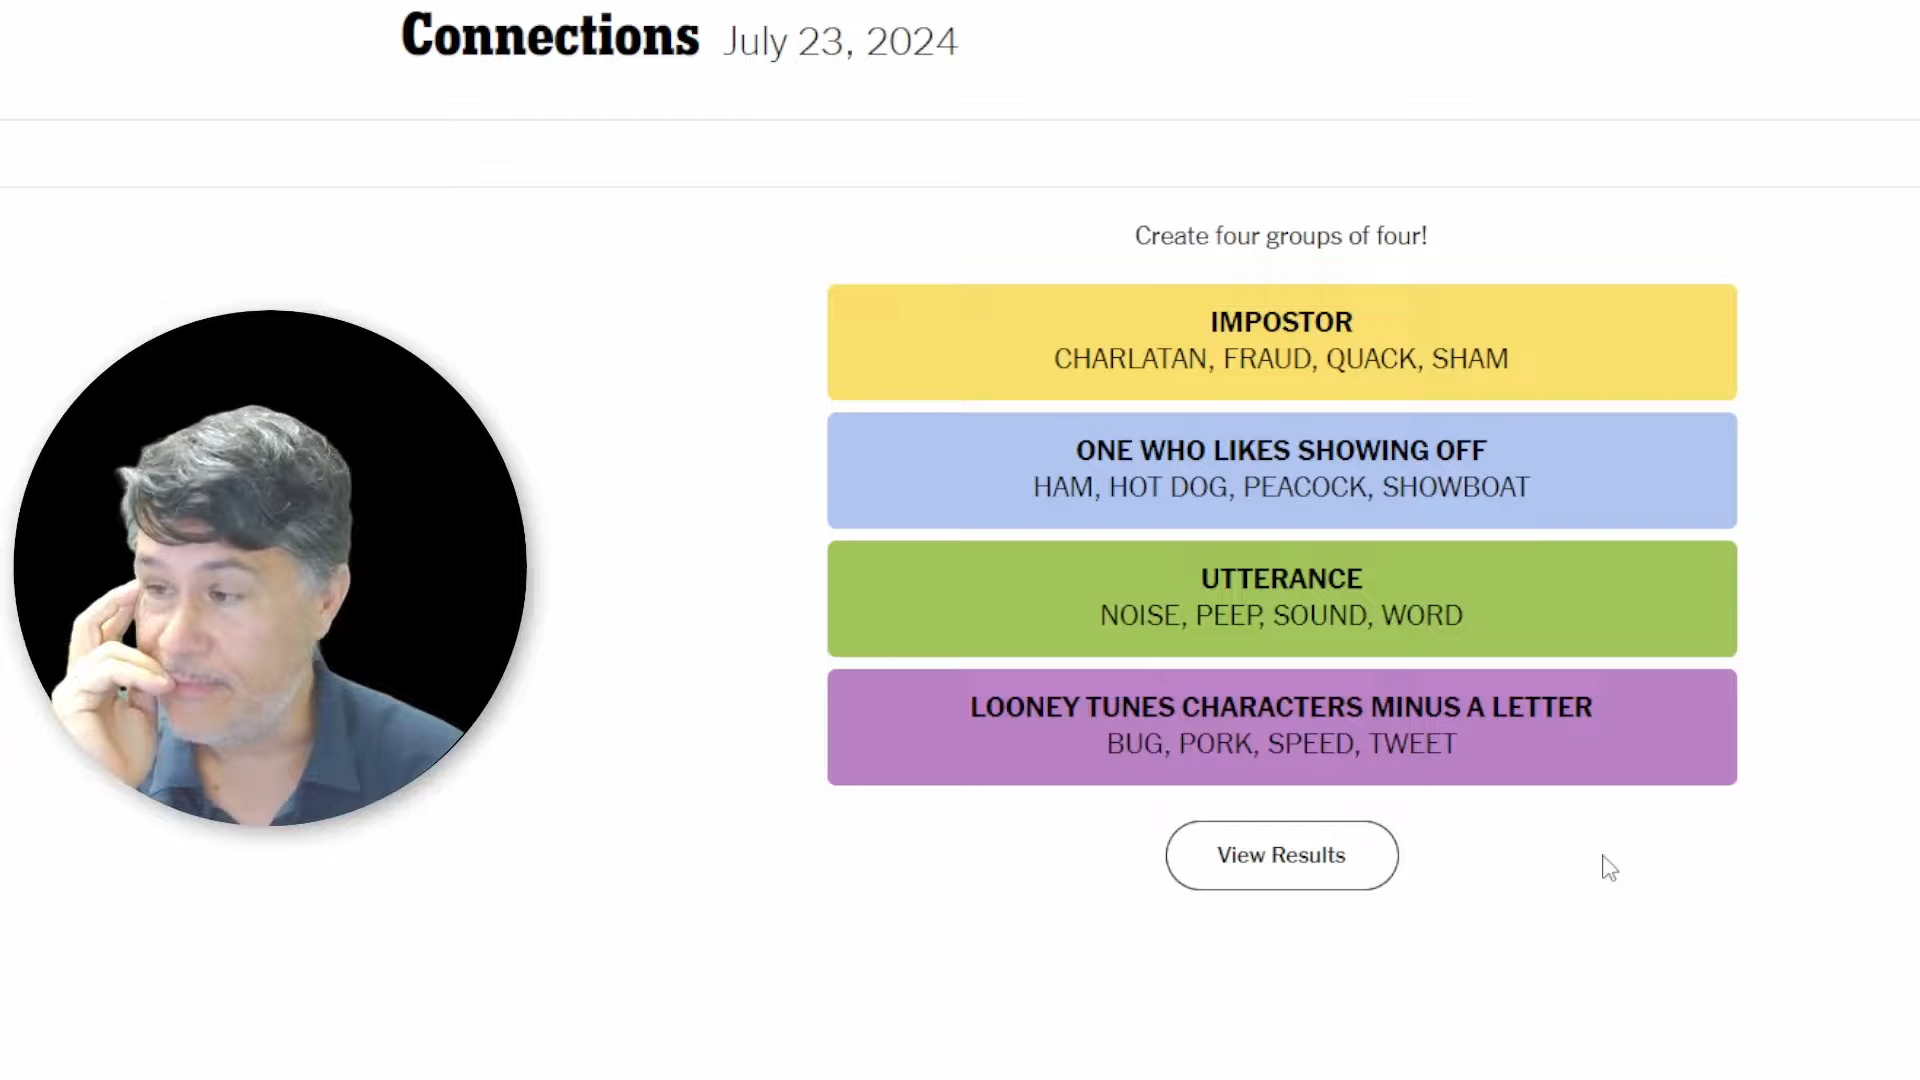 Connections July 23, 2024
Create four groups of four!
IMPOSTOR
CHARLATAN, FRAUD, QUACK, SHAM
ONE WHO LIKES SHOWING OFF
HAM, HOT DOG, PEACOCK, SHOWBOAT
UTTERANCE
NOISE, PEEP, SOUND, WORD
LOONEY TUNES CHARACTERS MINUS A LETTER
BUG, PORK, SPEED, TWEET
View Results